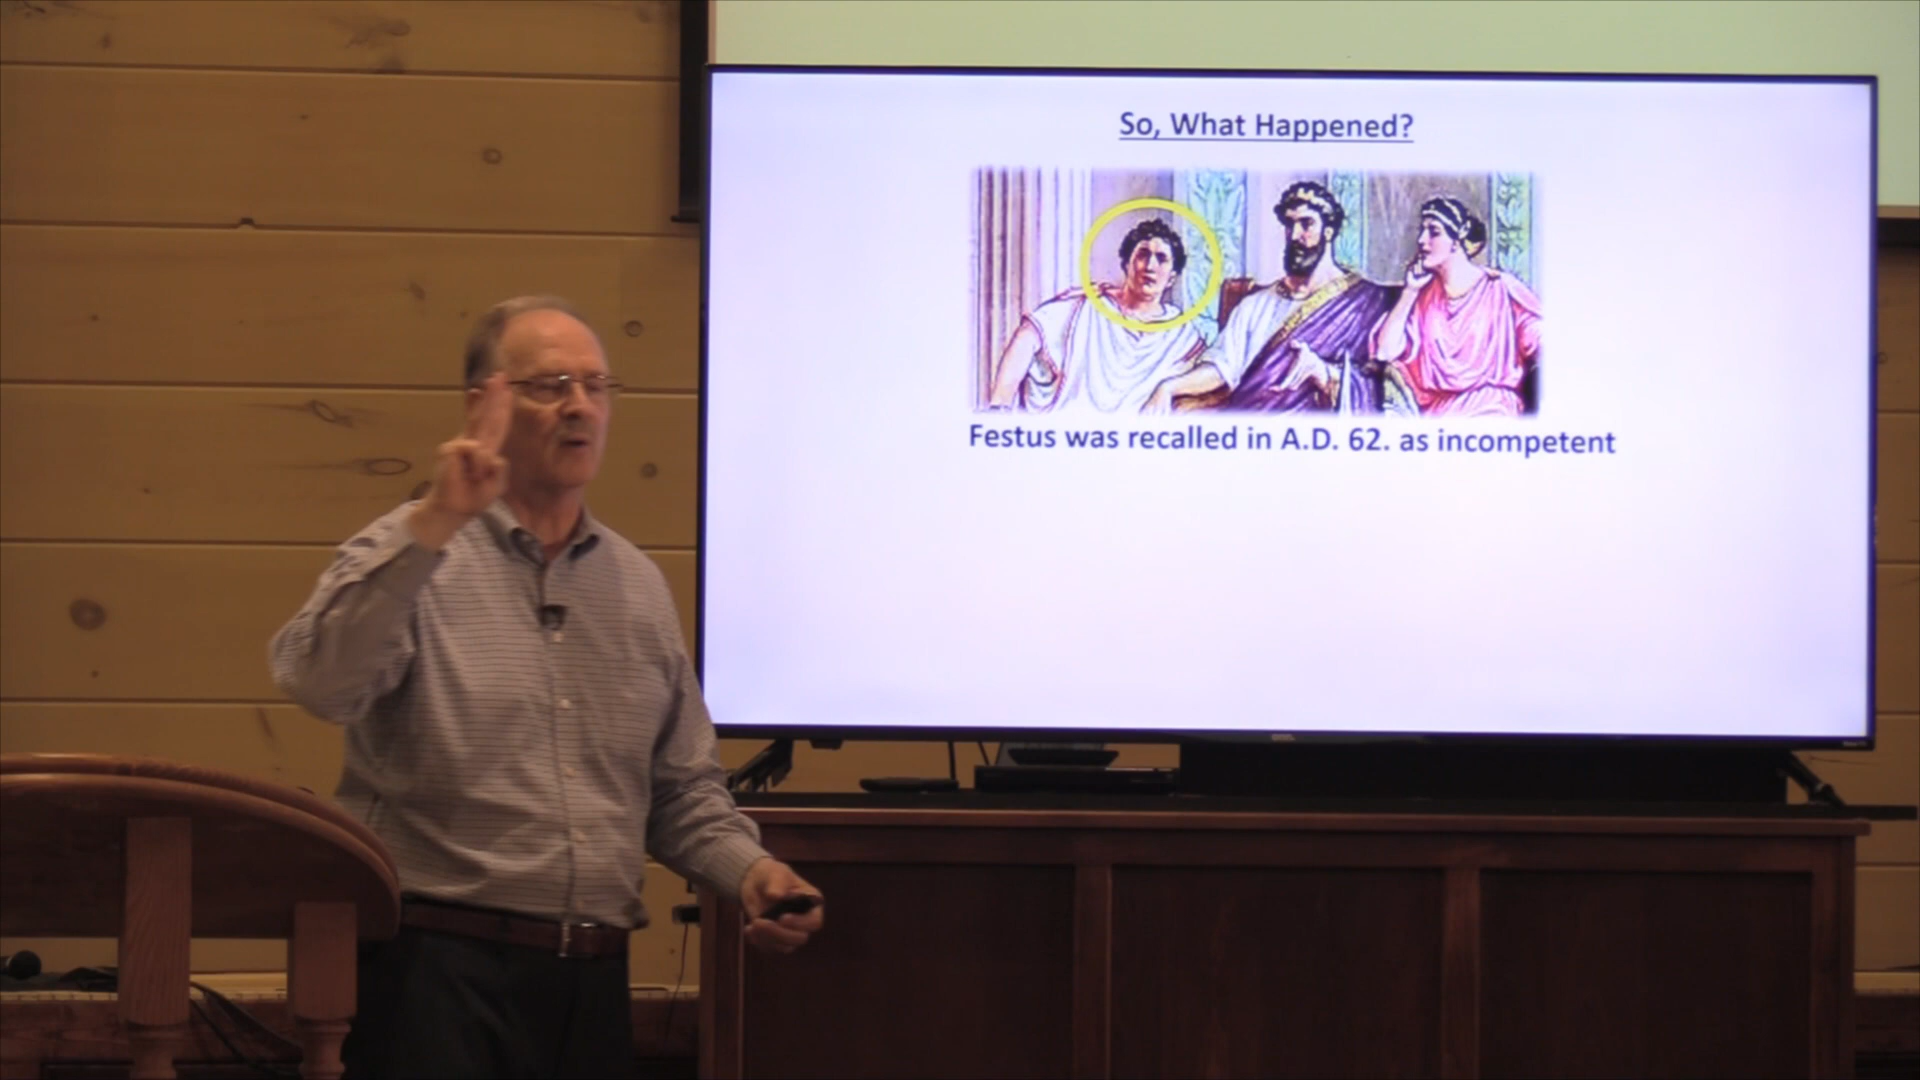 So, What Happened?
Festus was recalled in A.D. 62. as incompetent